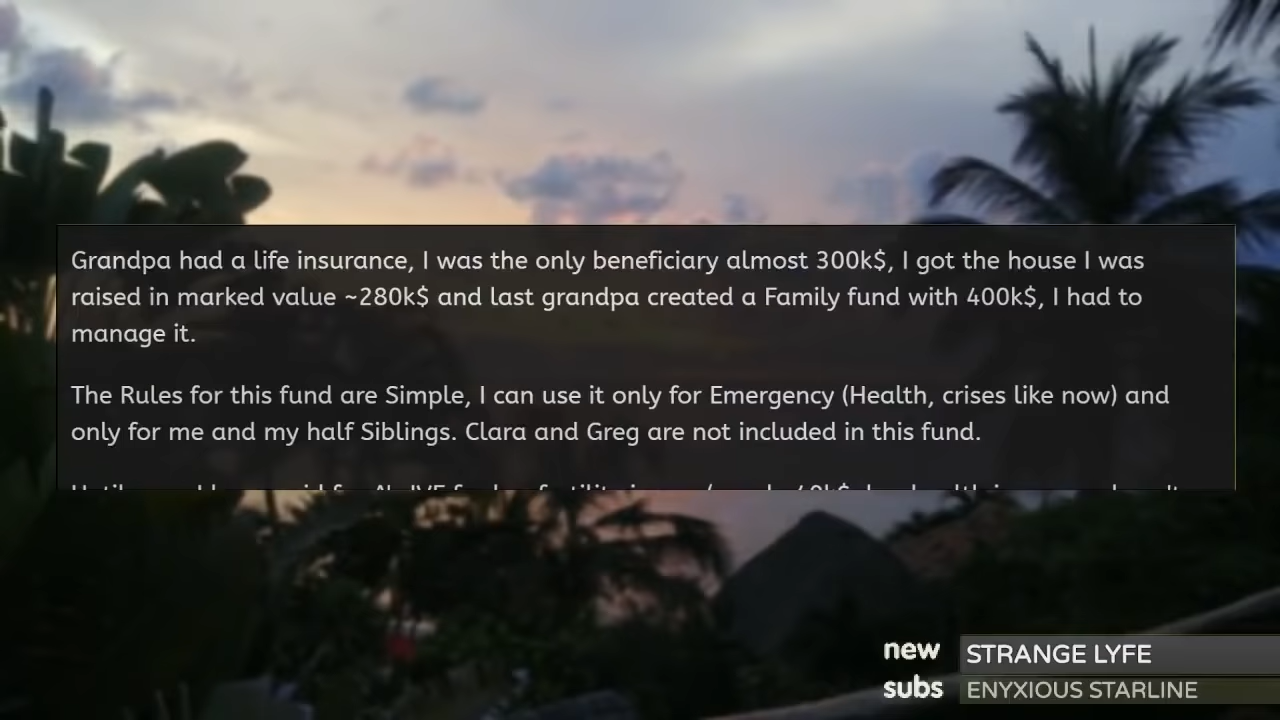 Grandpa had a life insurance, I was the only beneficiary almost 300k$, I got the house I was
raised in marked value ~280k$ and last grandpa created a Family fund with 400k$, I had to
manage it.
The Rules for this fund are Simple, I can use it only for Emergency (Health, crises like now) and
only for me and my half Siblings. Clara and Greg are not included in this fund.
new STRANGE LYFE
subs ENYXIOUS STARLINE